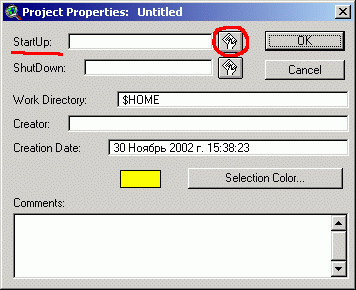 Project Properties: Untitled
StartUp:
OK
ShutDown:
Cancel
Work Directory: $HOME
Creator:
Creation Date: 30 Ноябрь 2002 г. 15:38:23
Selection Color...
Comments: